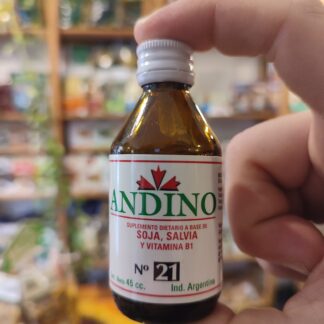 ANDINO
SUPLEMENTO DIETARIO A BASE DE
SOJA, SALVIA
Y VITAMINA B1
Nº 21
45 cc. Ind. Argentina